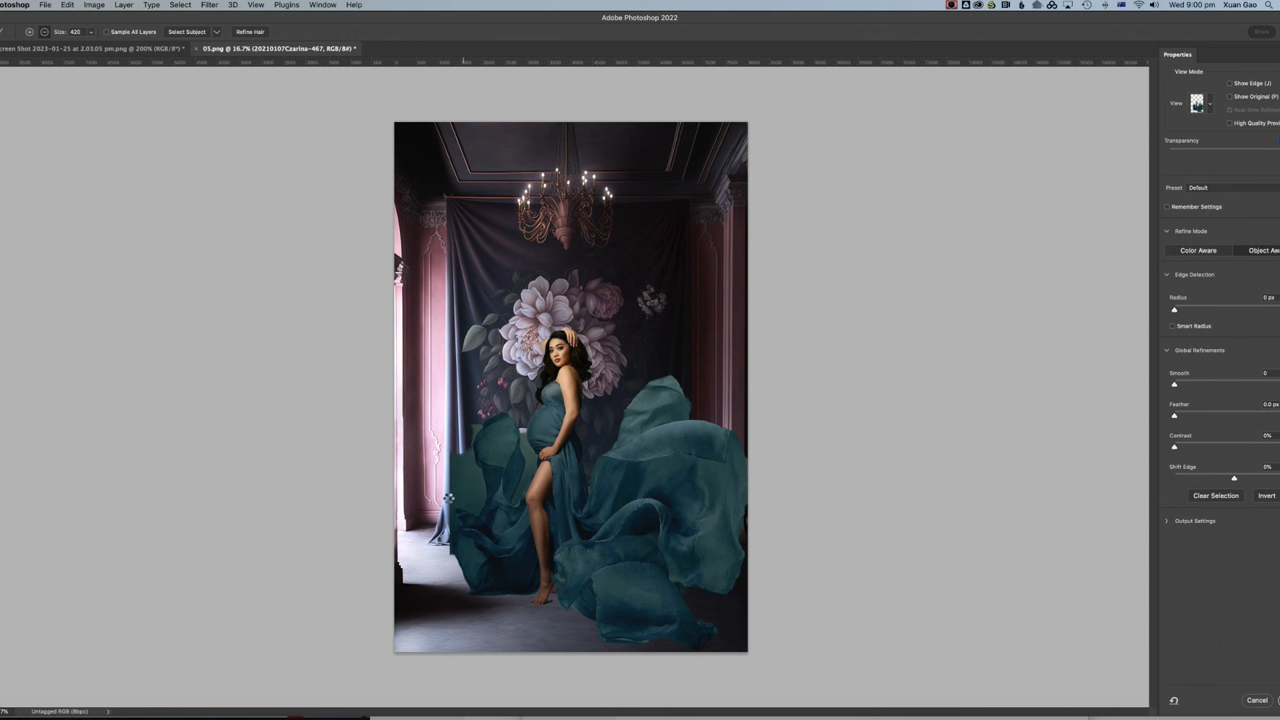 otoshop File Edit Image Layer Type Select Filter 3D View Plugins Window Help Wed 9:00 pm Xuan Gao
Adobe Photoshop 2022
Size: 420 Sample All Layers Select Subject Refine Hair Share
creen Shot 2023-01-25 at 2.03.05 pm.png @ 200% (RGB/8*) * × 05.png @ 16.7% (20210107Czarina-467, RGB/8#) *
Properties
View Mode
Show Edge (J)
View
Show Original (P)
High Quality Previ
Transparency
Preset Default
Remember Settings
Refine Mode
Color Aware Object Aw
Edge Detection
Radius 0 px
Smart Radius
Global Refinements
Smooth 0
Feather 0.0 px
Contrast 0%
Shift Edge 0%
Clear Selection Invert
Output Settings
Cancel
7% Untagged RGB (8bpc)